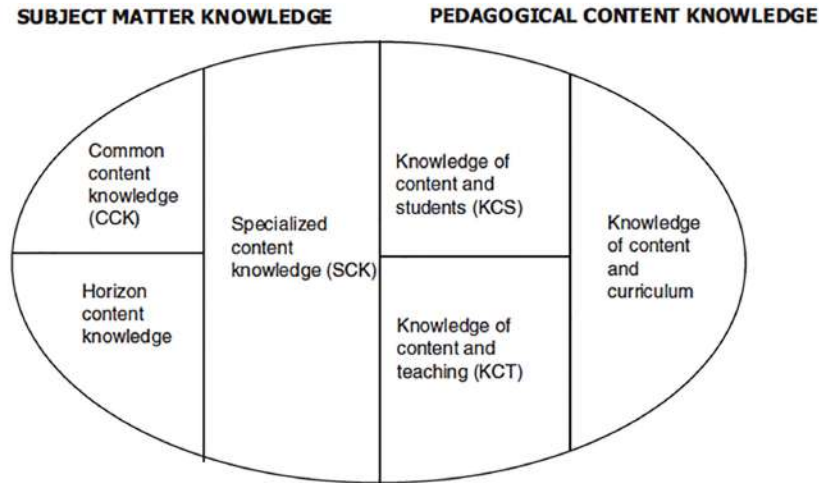 SUBJECT MATTER KNOWLEDGE
PEDAGOGICAL CONTENT KNOWLEDGE
Common
content
knowledge
(CCK)
Horizon
content
knowledge
Specialized
content
knowledge (SCK)
Knowledge of
content and
students (KCS)
Knowledge of
content and
teaching (KCT)
Knowledge
of content
and
curriculum